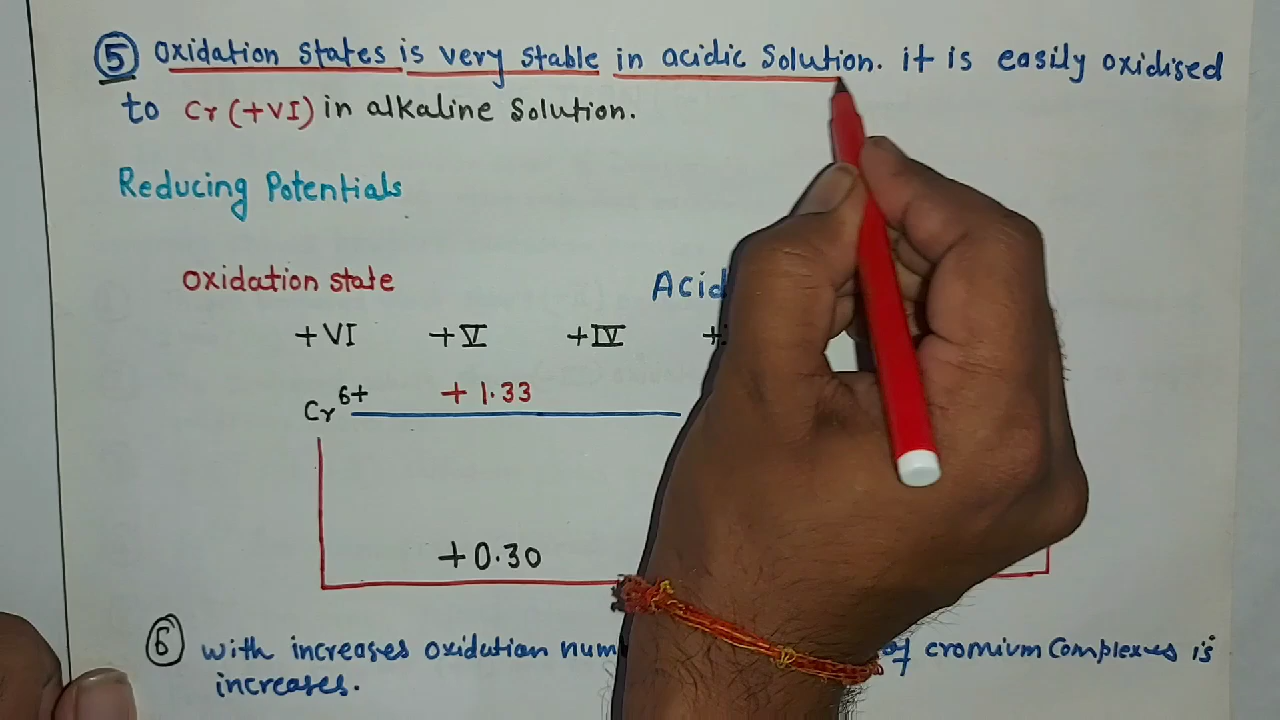 5 Oxidation States is very stable in acidic solution. it is easily oxidised
to Cr (+VI) in alkaline solution.
Reducing Potentials
Oxidation state Acid
+VI +V +IV
Cr6+ +1.33
+0.30
6 with increases oxidation num of cromium Complexes is
increases.